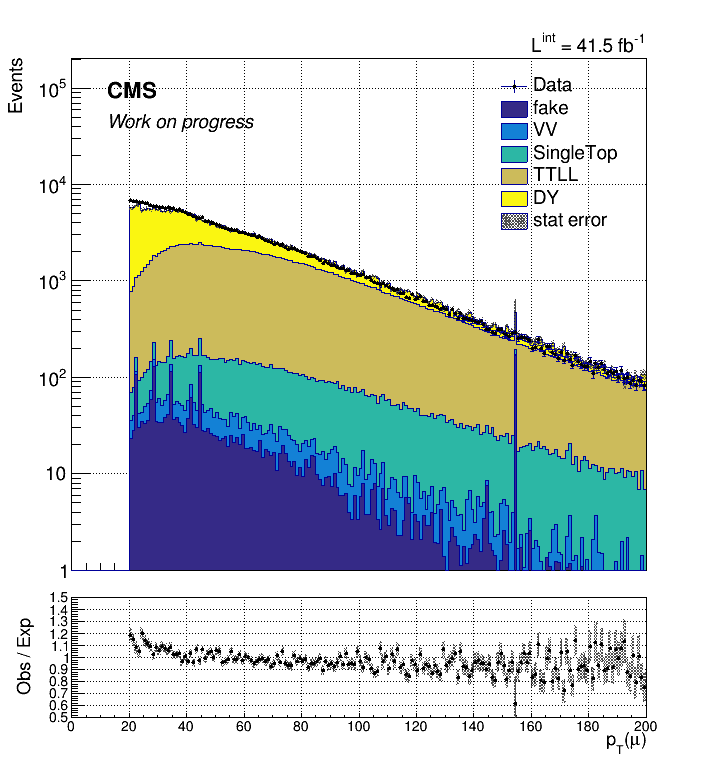 L^int = 41.5 fb^-1
Events
CMS
Work on progress
Data
fake
VV
SingleTop
TTLL
DY
stat error
10^5
10^4
10^3
10^2
10
1
Obs / Exp
1.5
1.4
1.3
1.2
1.1
1
0.9
0.8
0.7
0.6
0.5
0 20 40 60 80 100 120 140 160 180 200
p_T(μ)